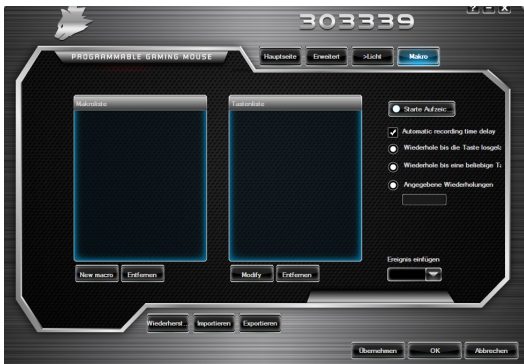 303339
? – X
PROGRAMMABLE GAMING MOUSE
Hauptseite
Erweitert
>Licht
Makro
Makroliste
Tastenliste
Starte Aufzeic...
Automatic recording time delay
Wiederhole bis die Taste losgela
Wiederhole bis eine beliebige Ta
Angegebene Wiederholungen
Ereignis einfügen
New macro
Entfernen
Modify
Entfernen
Wiederherst...
Importieren
Exportieren
Übernehmen
OK
Abbrechen